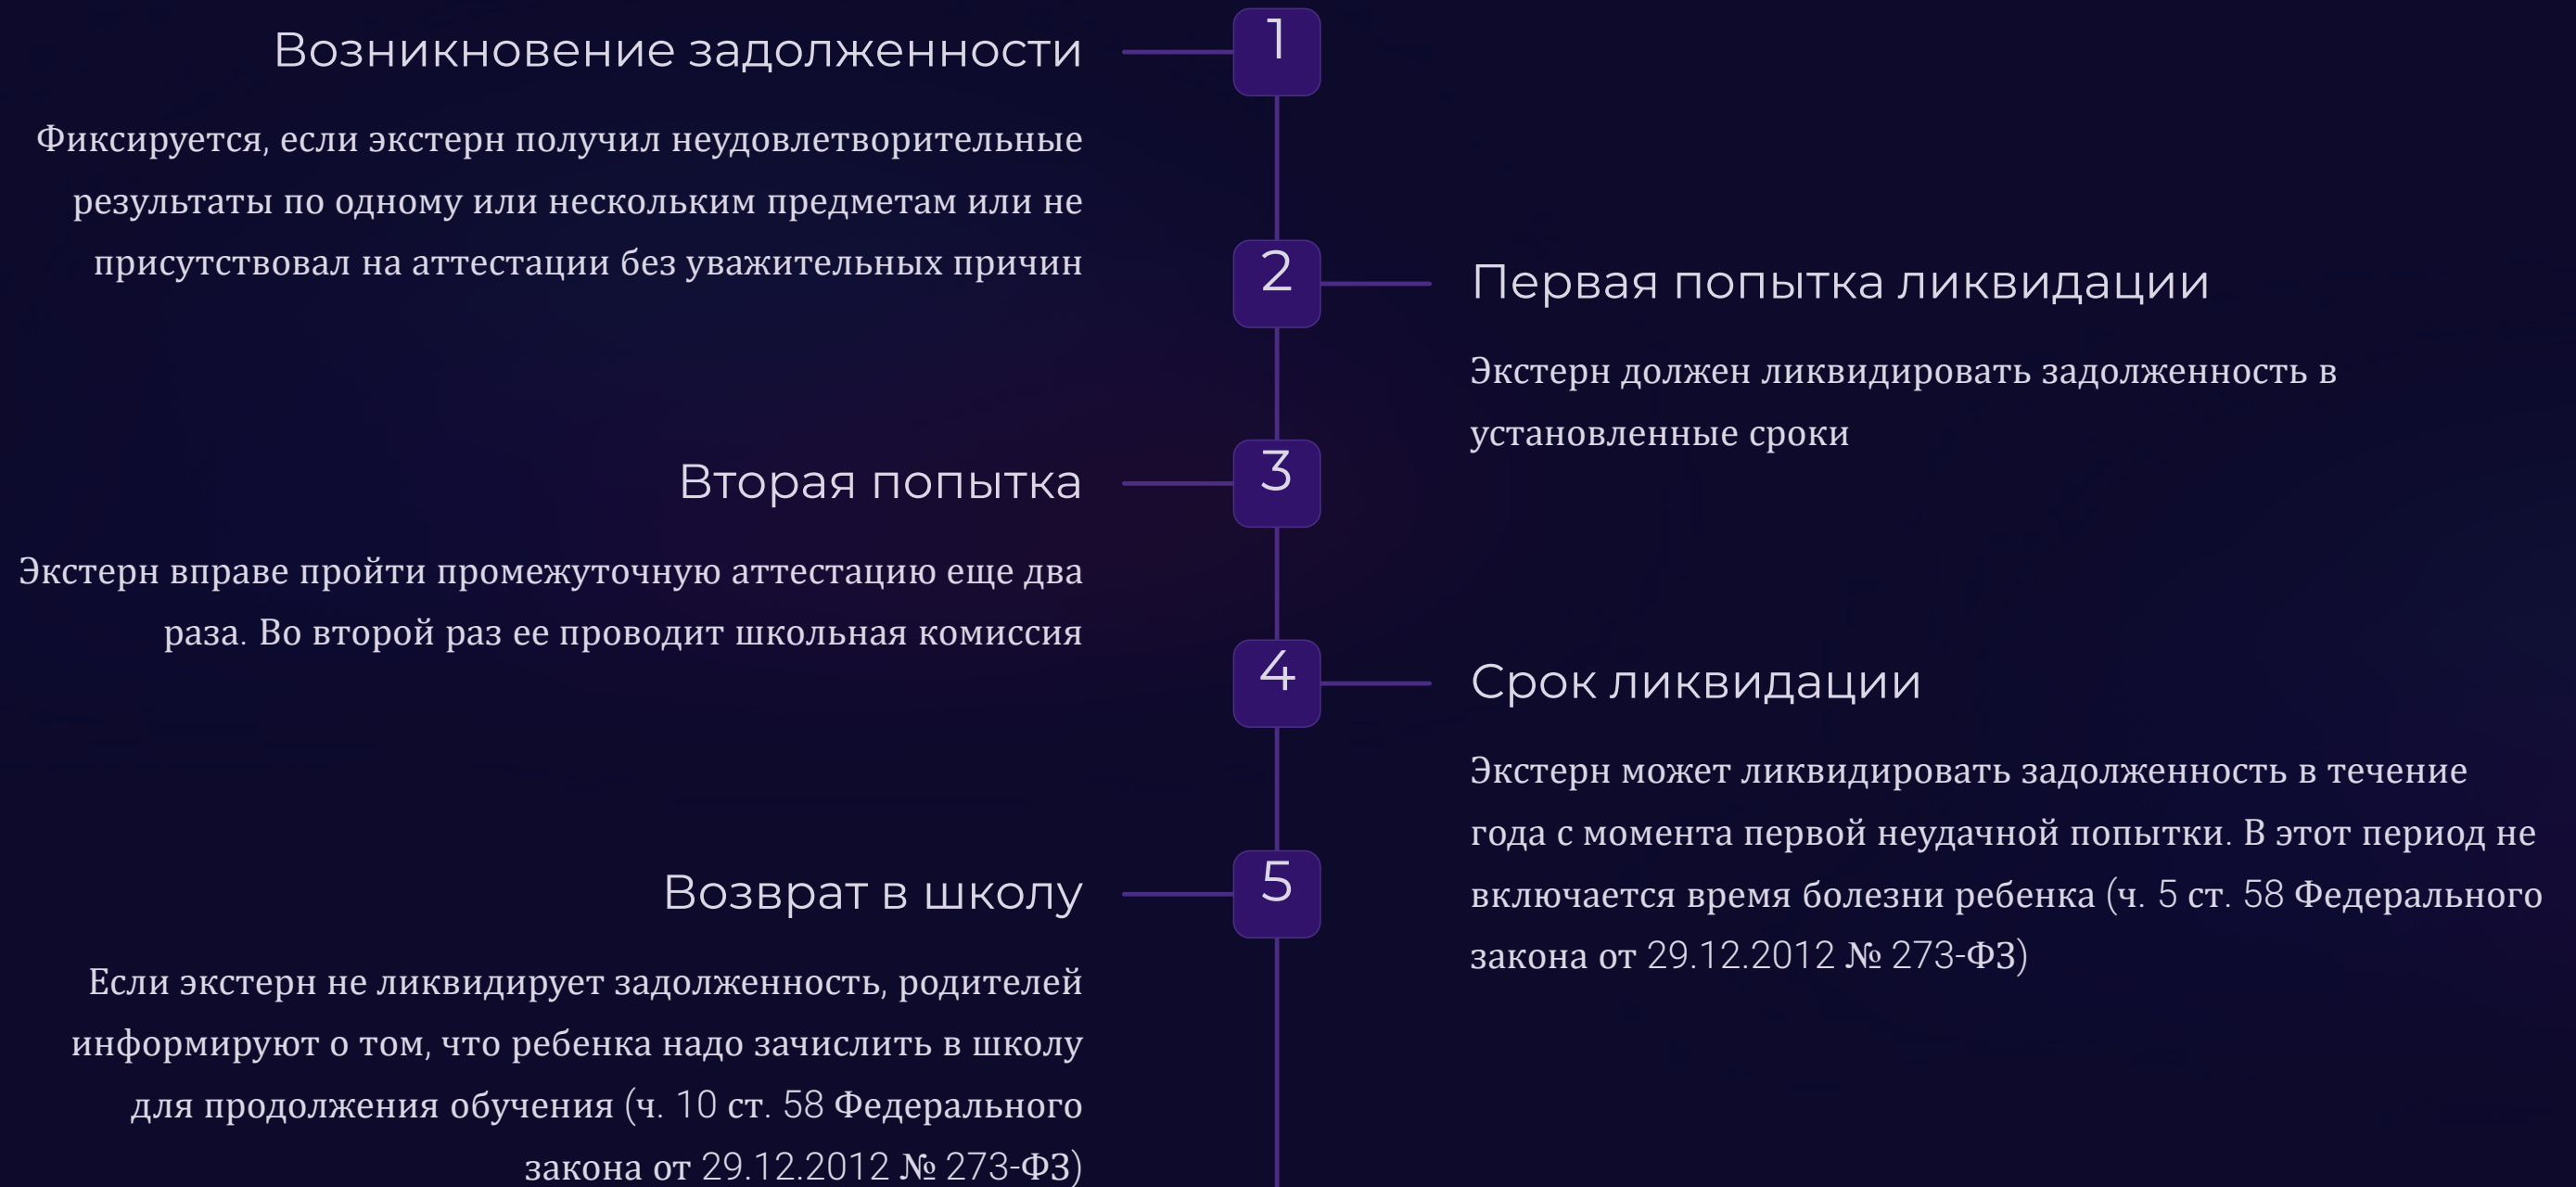 1
Возникновение задолженности
Фиксируется, если экстерн получил неудовлетворительные
результаты по одному или нескольким предметам или не
присутствовал на аттестации без уважительных причин
2
Первая попытка ликвидации
Экстерн должен ликвидировать задолженность в
установленные сроки
3
Вторая попытка
Экстерн вправе пройти промежуточную аттестацию еще два
раза. Во второй раз ее проводит школьная комиссия
4
Срок ликвидации
Экстерн может ликвидировать задолженность в течение
года с момента первой неудачной попытки. В этот период не
включается время болезни ребенка (ч. 5 ст. 58 Федерального
закона от 29.12.2012 № 273-ФЗ)
5
Возврат в школу
Если экстерн не ликвидирует задолженность, родителей
информируют о том, что ребенка надо зачислить в школу
для продолжения обучения (ч. 10 ст. 58 Федерального
закона от 29.12.2012 № 273-ФЗ)